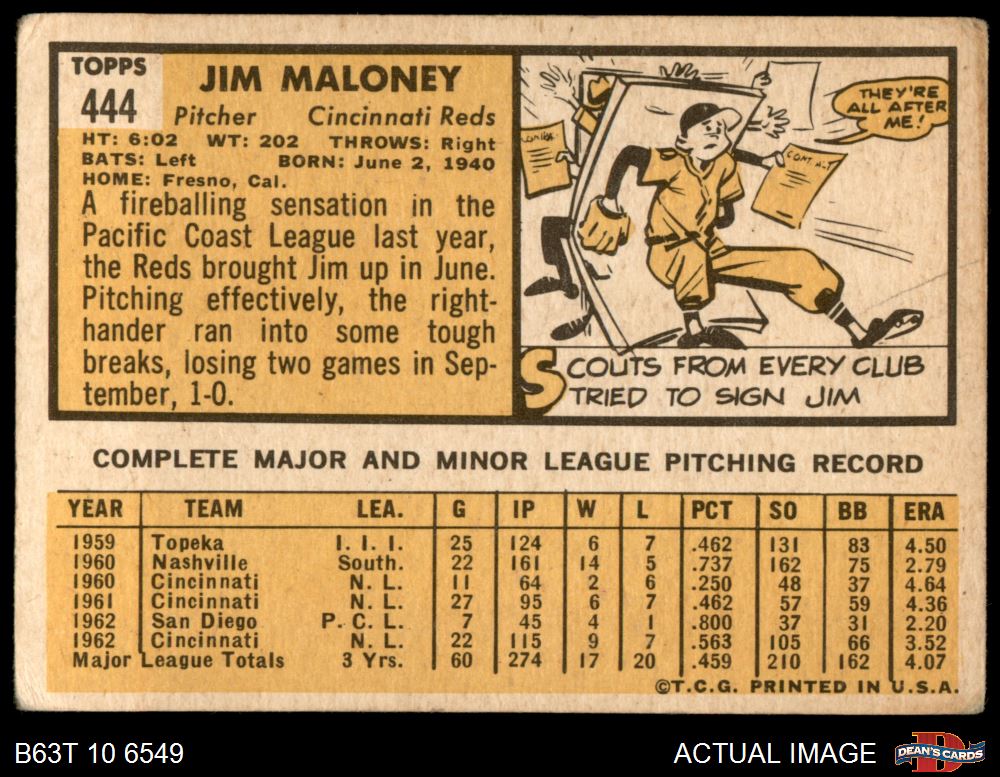 TOPPS
444
JIM MALONEY
Pitcher Cincinnati Reds
HT: 6:02 WT: 202 THROWS: Right
BATS: Left BORN: June 2, 1940
HOME: Fresno, Cal.
A fireballing sensation in the
Pacific Coast League last year,
the Reds brought Jim up in June.
Pitching effectively, the right-
hander ran into some tough
breaks, losing two games in Sep-
tember, 1-0.
THEY'RE
ALL AFTER
ME!
SCOUTS FROM EVERY CLUB
TRIED TO SIGN JIM
COMPLETE MAJOR AND MINOR LEAGUE PITCHING RECORD
YEAR TEAM LEA. G IP W L PCT SO BB ERA
1959 Topeka I. I. I. 25 124 6 7 .462 131 83 4.50
1960 Nashville South. 22 161 14 5 .737 162 75 2.79
1960 Cincinnati N. L. 11 64 2 6 .250 48 37 4.64
1961 Cincinnati N. L. 27 95 6 7 .462 57 59 4.36
1962 San Diego P. C. L. 7 45 4 1 .800 37 31 2.20
1962 Cincinnati N. L. 22 115 9 7 .563 105 66 3.52
Major League Totals 3 Yrs. 60 274 17 20 .459 210 162 4.07
©T.C.G. PRINTED IN U.S.A.
B63T 10 6549
ACTUAL IMAGE
DEAN'S CARDS